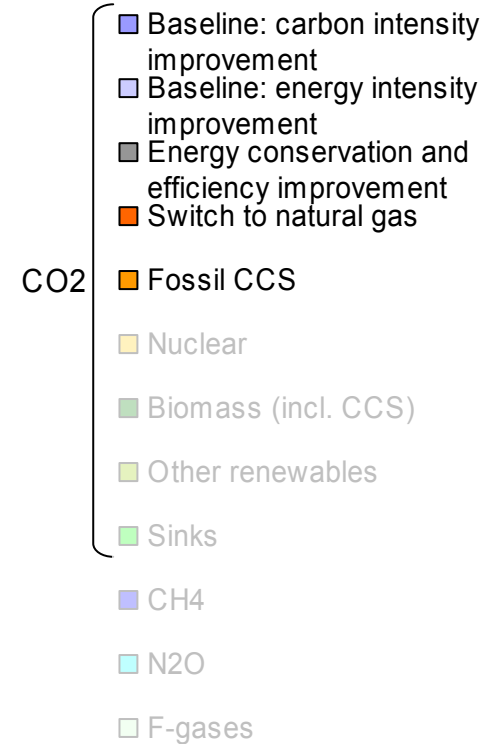 Baseline: carbon intensity
improvement
Baseline: energy intensity
improvement
Energy conservation and
efficiency improvement
Switch to natural gas
CO2
Fossil CCS
Nuclear
Biomass (incl. CCS)
Other renewables
Sinks
CH4
N2O
F-gases